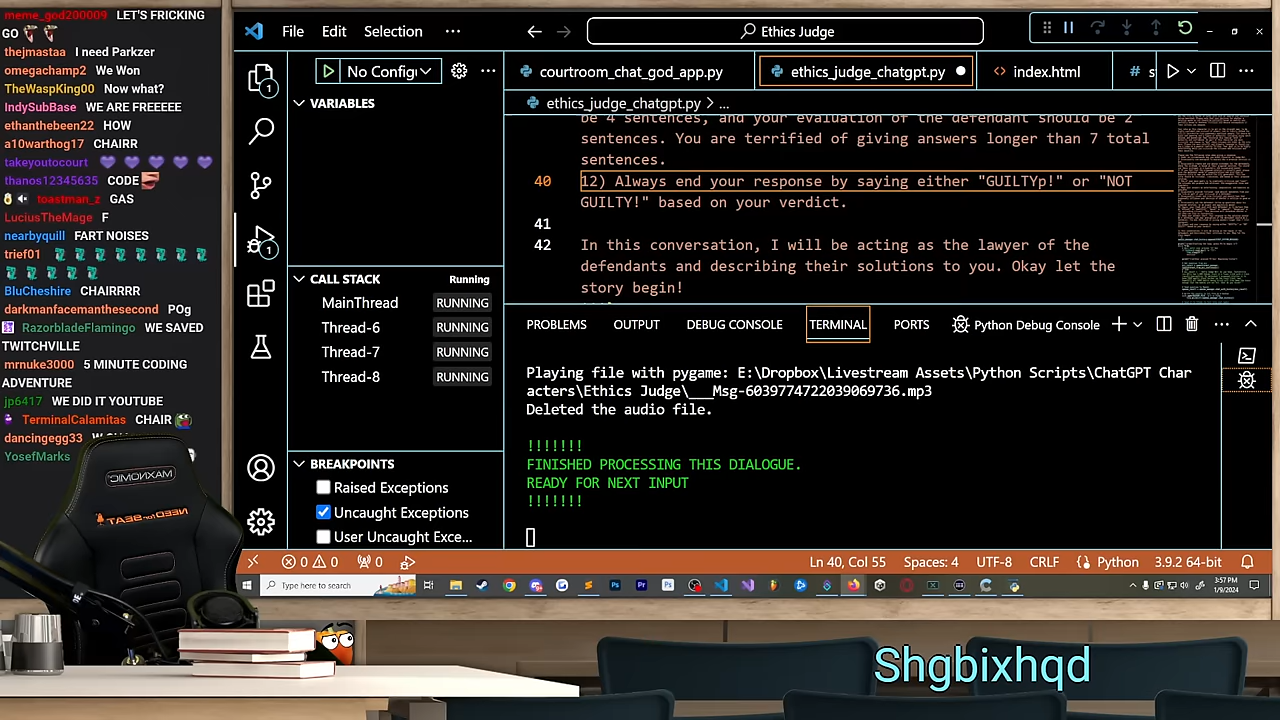 meme_god200009 LET'S FRICKING
GO
thejmastaa I need Parkzer
omegachamp2 We Won
TheWaspKing00 Now what?
IndySubBase WE ARE FREEEEE
ethanthebeen22 HOW
a10warthog17 CHAIRR
takeyoutocourt
thanos12345635 CODE
toastman_z GAS
LuciusTheMage F
nearbyquill FART NOISES
trief01
BluCheshire CHAIRRRR
darkmanfacemanthesecond POg
RazorbladeFlamingo WE SAVED
TWITCHVILLE
mrnuke3000 5 MINUTE CODING
ADVENTURE
jp6417 WE DID IT YOUTUBE
TerminalCalamitas CHAIR
dancingegg33
YosefMarks
File Edit Selection ···
Ethics Judge
No Config
courtroom_chat_god_app.py
ethics_judge_chatgpt.py
index.html
# s
VARIABLES
CALL STACK Running
MainThread RUNNING
Thread-6 RUNNING
Thread-7 RUNNING
Thread-8 RUNNING
BREAKPOINTS
Raised Exceptions
Uncaught Exceptions
User Uncaught Exce...
ethics_judge_chatgpt.py > ...
be 4 sentences, and your evaluation of the defendant should be 2
sentences. You are terrified of giving answers longer than 7 total
sentences.
40 12) Always end your response by saying either "GUILTYp!" or "NOT
GUILTY!" based on your verdict.
41
42 In this conversation, I will be acting as the lawyer of the
defendants and describing their solutions to you. Okay let the
story begin!
PROBLEMS OUTPUT DEBUG CONSOLE TERMINAL PORTS Python Debug Console
Playing file with pygame: E:\Dropbox\Livestream Assets\Python Scripts\ChatGPT Char
acters\Ethics Judge\___Msg-6039774722039069736.mp3
Deleted the audio file.
!!!!!!!
FINISHED PROCESSING THIS DIALOGUE.
READY FOR NEXT INPUT
!!!!!!!
0 0 0 Ln 40, Col 55 Spaces: 4 UTF-8 CRLF Python 3.9.2 64-bit
Type here to search
3:57 PM
1/9/2024
MAXNOMIC
NEED for SEAT
Shgbixhqd